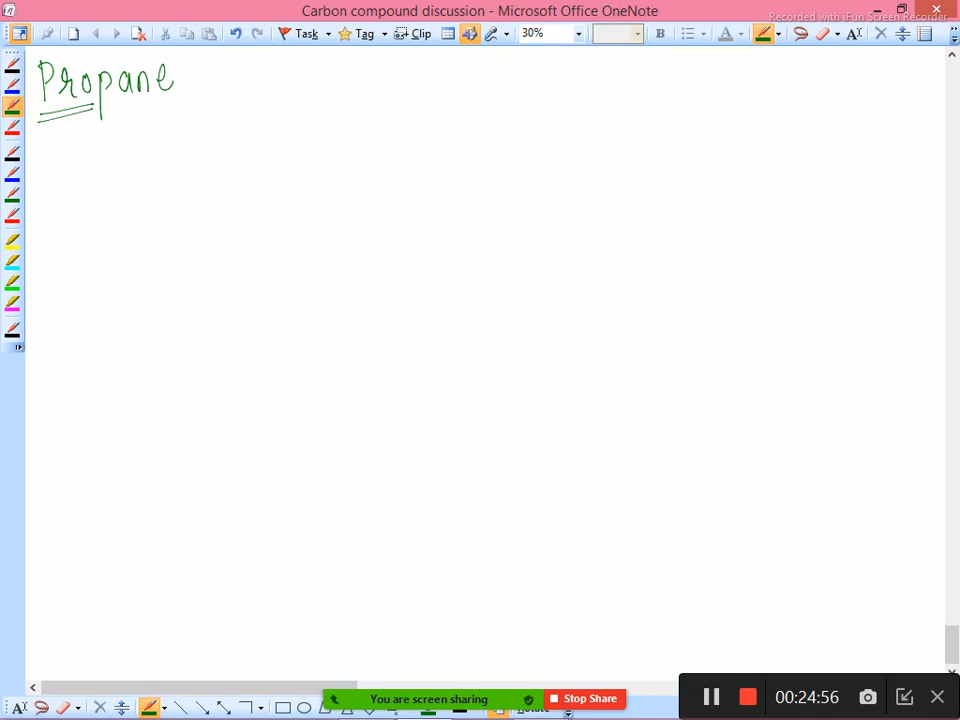 Carbon compound discussion - Microsoft Office OneNote
Recorded with iFun Screen Recorder
Task Tag Clip 30% B A
Propane
You are screen sharing Stop Share
00:24:56